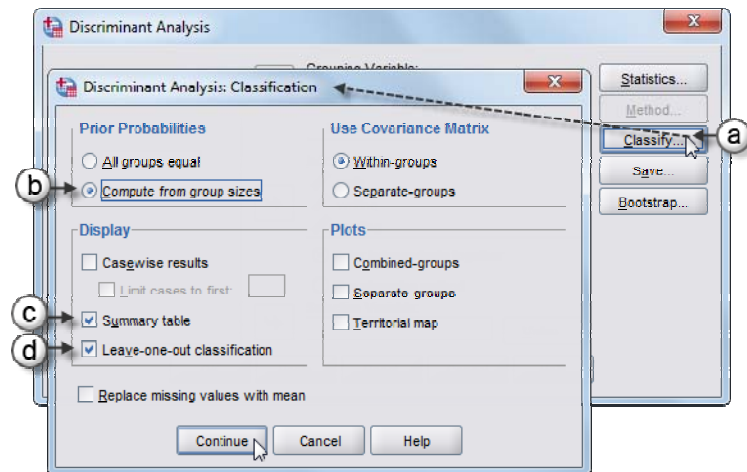 Discriminant Analysis
X
Grouping Variable:
Discriminant Analysis: Classification
X
Statistics...
Method...
a
Classify...
Save...
Bootstrap...
Prior Probabilities
All groups equal
b
Compute from group sizes
Use Covariance Matrix
Within-groups
Separate-groups
Display
Casewise results
Limit cases to first:
c
Summary table
d
Leave-one-out classification
Plots
Combined-groups
Separate-groups
Territorial map
Replace missing values with mean
Continue
Cancel
Help